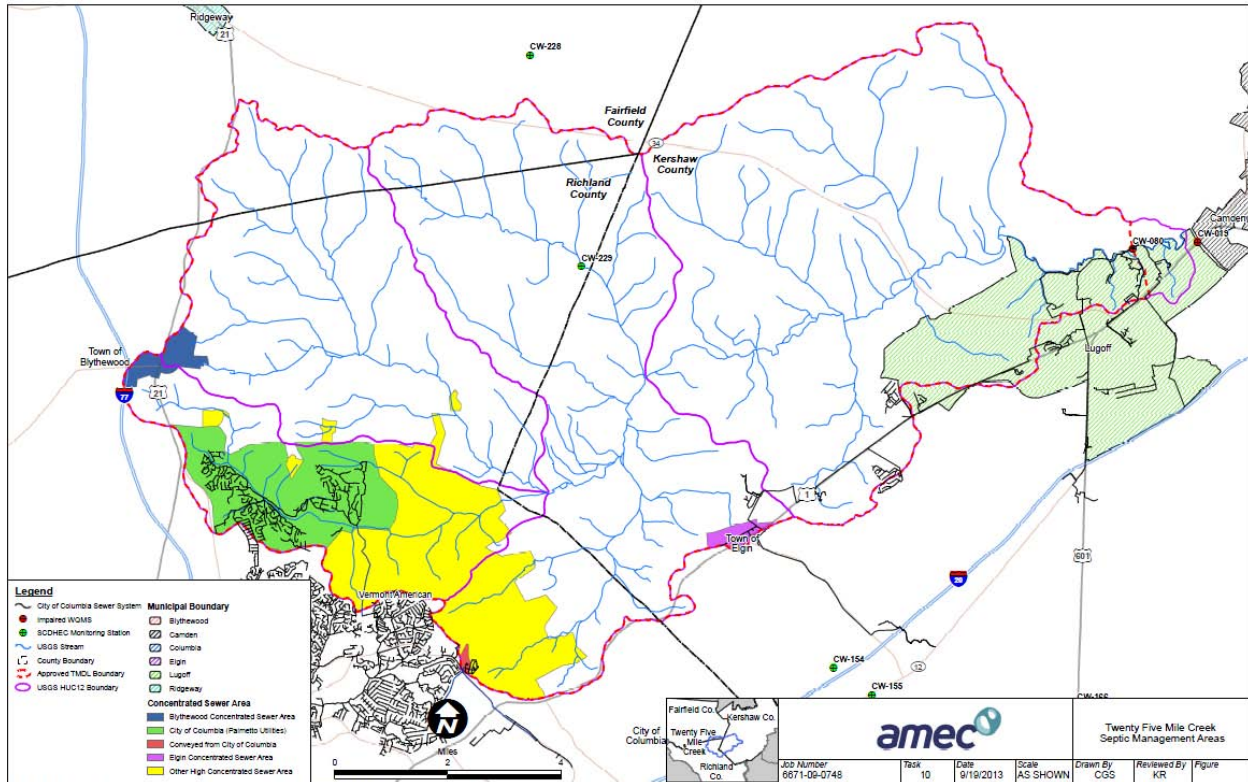 Ridgeway
21
CW-228
Fairfield
County
34
Kershaw
County
Richland
County
Camden
CW-019
CW-080
CW-229
Lugoff
Town of
Blythewood
21
77
1
Town of
Elgin
601
20
Vermont American
CW-154
12
CW-155
CW-166
Legend
City of Columbia Sewer System
Impaired WQMS
SCDHEC Monitoring Station
USGS Stream
County Boundary
Approved TMDL Boundary
USGS HUC12 Boundary
Municipal Boundary
Blythewood
Camden
Columbia
Elgin
Lugoff
Ridgeway
Concentrated Sewer Area
Blythewood Concentrated Sewer Area
City of Columbia (Palmetto Utilities)
Conveyed from City of Columbia
Elgin Concentrated Sewer Area
Other High Concentrated Sewer Area
N
Miles
0 2 4
City of
Columbia
Fairfield Co.
Kershaw Co.
Twenty Five
Mile
Creek
Richland
Co.
amec
Twenty Five Mile Creek
Septic Management Areas
Job Number Task Date Scale Drawn By Reviewed By Figure
6671-09-0748 10 9/19/2013 AS SHOWN CGS KR